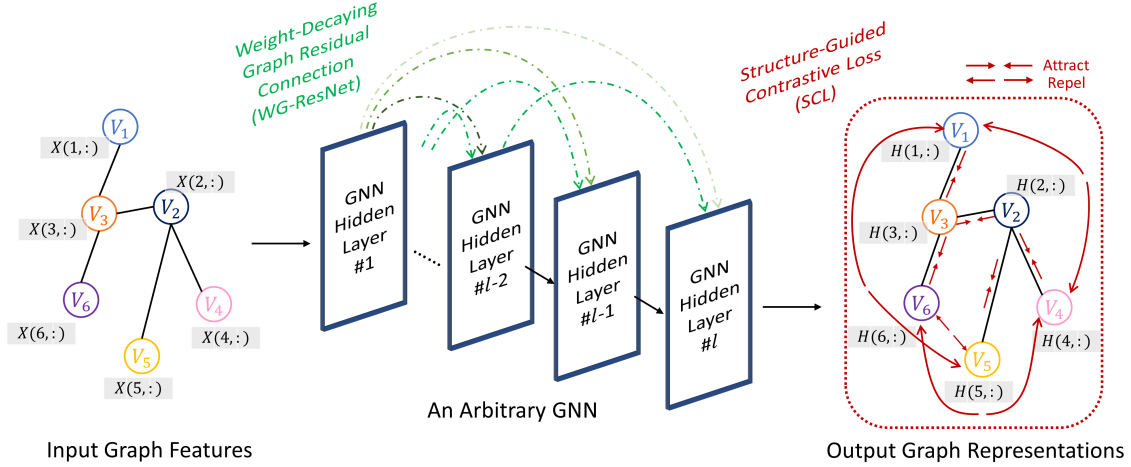 Weight-Decaying
Graph Residual
Connection
(WG-ResNet)
Structure-Guided
Contrastive Loss
(SCL)
Attract
Repel
V1
X(1,:)
X(2,:)
V3
V2
X(3,:)
V6
V4
X(6,:)
X(4,:)
V5
X(5,:)
Input Graph Features
GNN
Hidden
Layer
#1
......
GNN
Hidden
Layer
#l-2
GNN
Hidden
Layer
#l-1
GNN
Hidden
Layer
#l
An Arbitrary GNN
V1
H(1,:)
H(2,:)
V3
V2
H(3,:)
V6
V4
H(6,:)
H(4,:)
V5
H(5,:)
Output Graph Representations